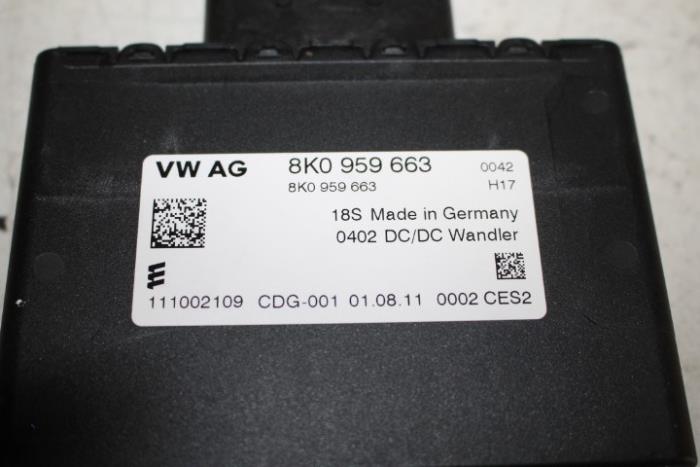 VW AG 8K0 959 663 0042
8K0 959 663 H17
18S Made in Germany
0402 DC/DC Wandler
111002109 CDG-001 01.08.11 0002 CES2